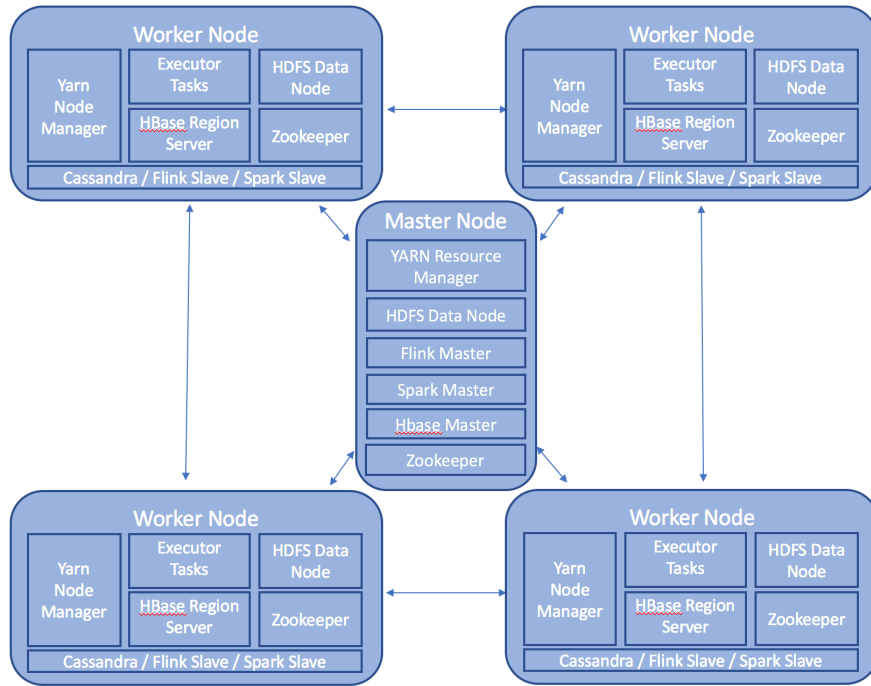 Worker Node
Yarn
Node
Manager
Executor
Tasks
HDFS Data
Node
HBase Region
Server
Zookeeper
Cassandra / Flink Slave / Spark Slave
Worker Node
Yarn
Node
Manager
Executor
Tasks
HDFS Data
Node
HBase Region
Server
Zookeeper
Cassandra / Flink Slave / Spark Slave
Master Node
YARN Resource
Manager
HDFS Data Node
Flink Master
Spark Master
Hbase Master
Zookeeper
Worker Node
Yarn
Node
Manager
Executor
Tasks
HDFS Data
Node
HBase Region
Server
Zookeeper
Cassandra / Flink Slave / Spark Slave
Worker Node
Yarn
Node
Manager
Executor
Tasks
HDFS Data
Node
HBase Region
Server
Zookeeper
Cassandra / Flink Slave / Spark Slave